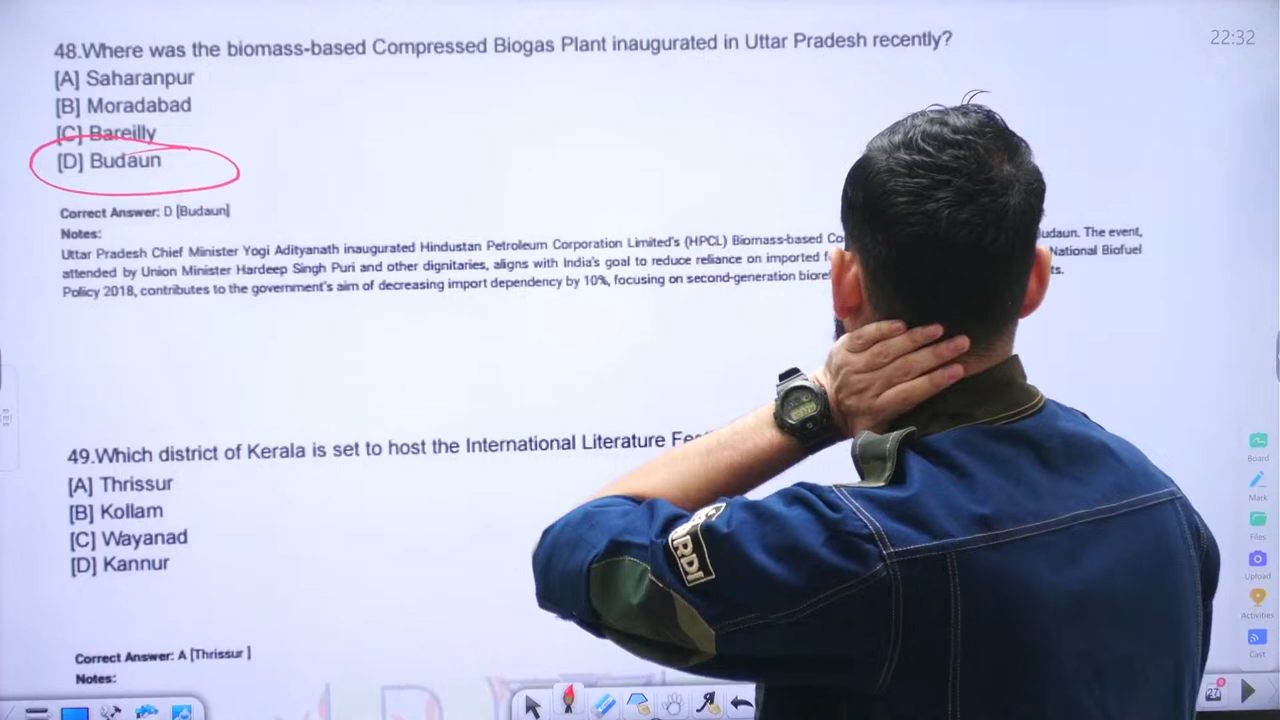 22:32
48.Where was the biomass-based Compressed Biogas Plant inaugurated in Uttar Pradesh recently?
[A] Saharanpur
[B] Moradabad
[C] Bareilly
[D] Budaun
Correct Answer: D [Budaun]
Notes:
Uttar Pradesh Chief Minister Yogi Adityanath inaugurated Hindustan Petroleum Corporation Limited's (HPCL) Biomass-based Co udaun. The event,
attended by Union Minister Hardeep Singh Puri and other dignitaries, aligns with India's goal to reduce reliance on imported f National Biofuel
Policy 2018, contributes to the government's aim of decreasing import dependency by 10%, focusing on second-generation biore ts.
49.Which district of Kerala is set to host the International Literature Fes
[A] Thrissur
[B] Kollam
[C] Wayanad
[D] Kannur
Correct Answer: A [Thrissur ]
Notes:
Board
Mark
Files
Upload
Activities
Cast
27